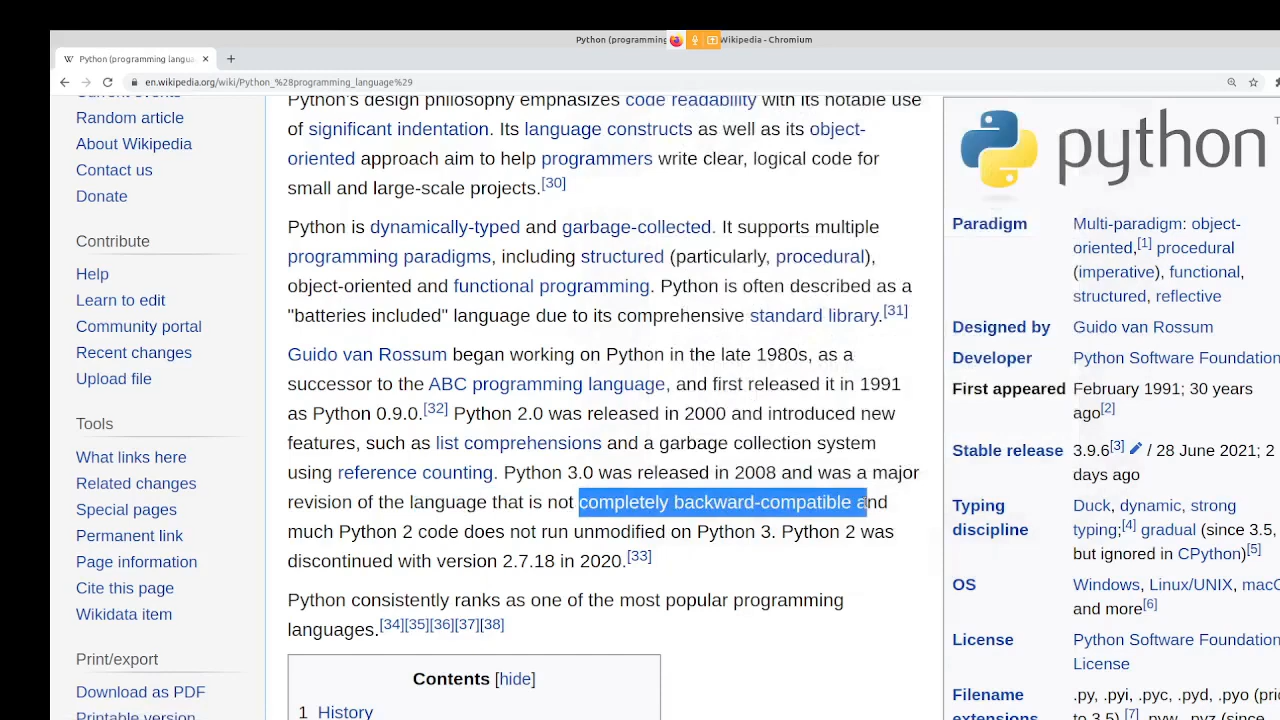 Python (programming Wikipedia - Chromium
Python (programming langua
en.wikipedia.org/wiki/Python_%28programming_language%29
Current events
Random article
About Wikipedia
Contact us
Donate
Contribute
Help
Learn to edit
Community portal
Recent changes
Upload file
Tools
What links here
Related changes
Special pages
Permanent link
Page information
Cite this page
Wikidata item
Print/export
Download as PDF
Printable version
Python's design philosophy emphasizes code readability with its notable use
of significant indentation. Its language constructs as well as its object-
oriented approach aim to help programmers write clear, logical code for
small and large-scale projects.[30]
Python is dynamically-typed and garbage-collected. It supports multiple
programming paradigms, including structured (particularly, procedural),
object-oriented and functional programming. Python is often described as a
"batteries included" language due to its comprehensive standard library.[31]
Guido van Rossum began working on Python in the late 1980s, as a
successor to the ABC programming language, and first released it in 1991
as Python 0.9.0.[32] Python 2.0 was released in 2000 and introduced new
features, such as list comprehensions and a garbage collection system
using reference counting. Python 3.0 was released in 2008 and was a major
revision of the language that is not completely backward-compatible and
much Python 2 code does not run unmodified on Python 3. Python 2 was
discontinued with version 2.7.18 in 2020.[33]
Python consistently ranks as one of the most popular programming
languages.[34][35][36][37][38]
Contents [hide]
1 History
python
T
Paradigm Multi-paradigm: object-
oriented,[1] procedural
(imperative), functional,
structured, reflective
Designed by Guido van Rossum
Developer Python Software Foundation
First appeared February 1991; 30 years
ago[2]
Stable release 3.9.6[3] / 28 June 2021; 2
days ago
Typing Duck, dynamic, strong
discipline typing;[4] gradual (since 3.5,
but ignored in CPython)[5]
OS Windows, Linux/UNIX, macO
and more[6]
License Python Software Foundation
License
Filename .py, .pyi, .pyc, .pyd, .pyo (prio
extensions to 3.5),[7] .pyw, .pyz (since